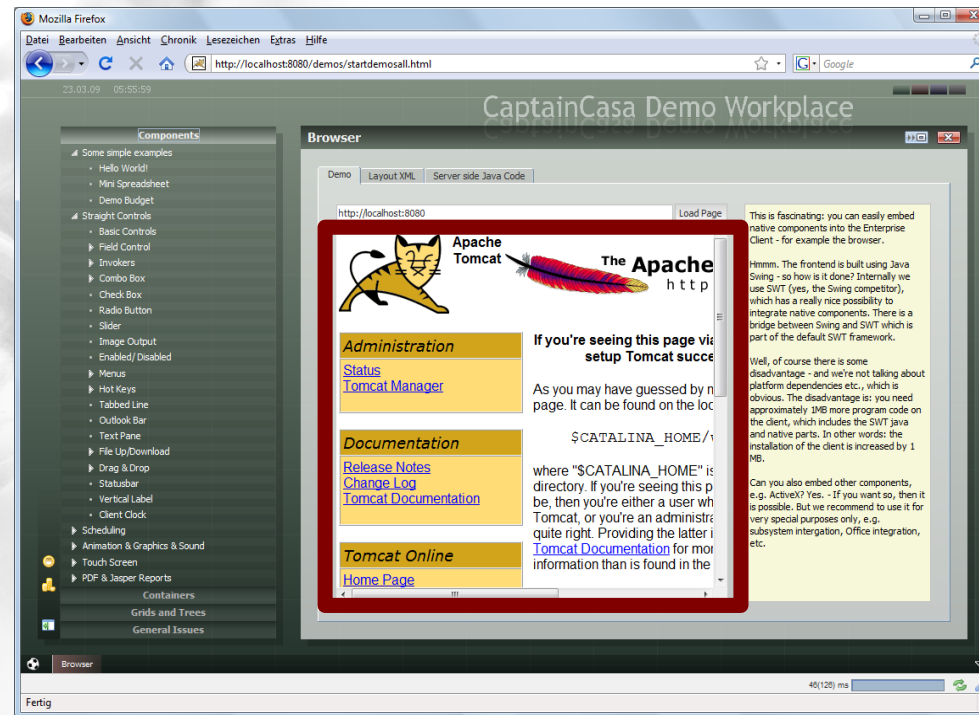 Mozilla Firefox
Datei Bearbeiten Ansicht Chronik Lesezeichen Extras Hilfe
http://localhost:8080/demos/startdemosall.html
Google
23.03.09 05:55:59
CaptainCasa Demo Workplace
Components
Some simple examples
Hello World!
Mini Spreadsheet
Demo Budget
Straight Controls
Basic Controls
Field Control
Invokers
Combo Box
Check Box
Radio Button
Slider
Image Output
Enabled/Disabled
Menus
Hot Keys
Tabbed Line
Outlook Bar
Text Pane
File Up/Download
Drag & Drop
Statusbar
Vertical Label
Client Clock
Scheduling
Animation & Graphics & Sound
Touch Screen
PDF & Jasper Reports
Containers
Grids and Trees
General Issues
Browser
Demo Layout XML Server side Java Code
http://localhost:8080 Load Page
Apache
Tomcat
The Apache
http
Administration
Status
Tomcat Manager
Documentation
Release Notes
Change Log
Tomcat Documentation
Tomcat Online
Home Page
If you're seeing this page via
setup Tomcat succe
As you may have guessed by n
page. It can be found on the loc
$CATALINA_HOME/
where "$CATALINA_HOME" is
directory. If you're seeing this p
be, then you're either a user wh
Tomcat, or you're an administra
quite right. Providing the latter i
Tomcat Documentation for mor
information than is found in the
This is fascinating: you can easily embed
native components into the Enterprise
Client - for example the browser.
Hmmm. The frontend is built using Java
Swing - so how is it done? Internally we
use SWT (yes, the Swing competitor),
which has a really nice possibility to
integrate native components. There is a
bridge between Swing and SWT which is
part of the default SWT framework.
Well, of course there is some
disadvantage - and we're not talking about
platform dependencies etc., which is
obvious. The disadvantage is: you need
approximately 1MB more program code on
the client, which includes the SWT java
and native parts. In other words: the
installation of the client is increased by 1
MB.
Can you also embed other components,
e.g. ActiveX? Yes. - If you want so, then it
is possible. But we recommend to use it for
very special purposes only, e.g.
subsystem intergation, Office integration,
etc.
Browser
46(126) ms
Fertig